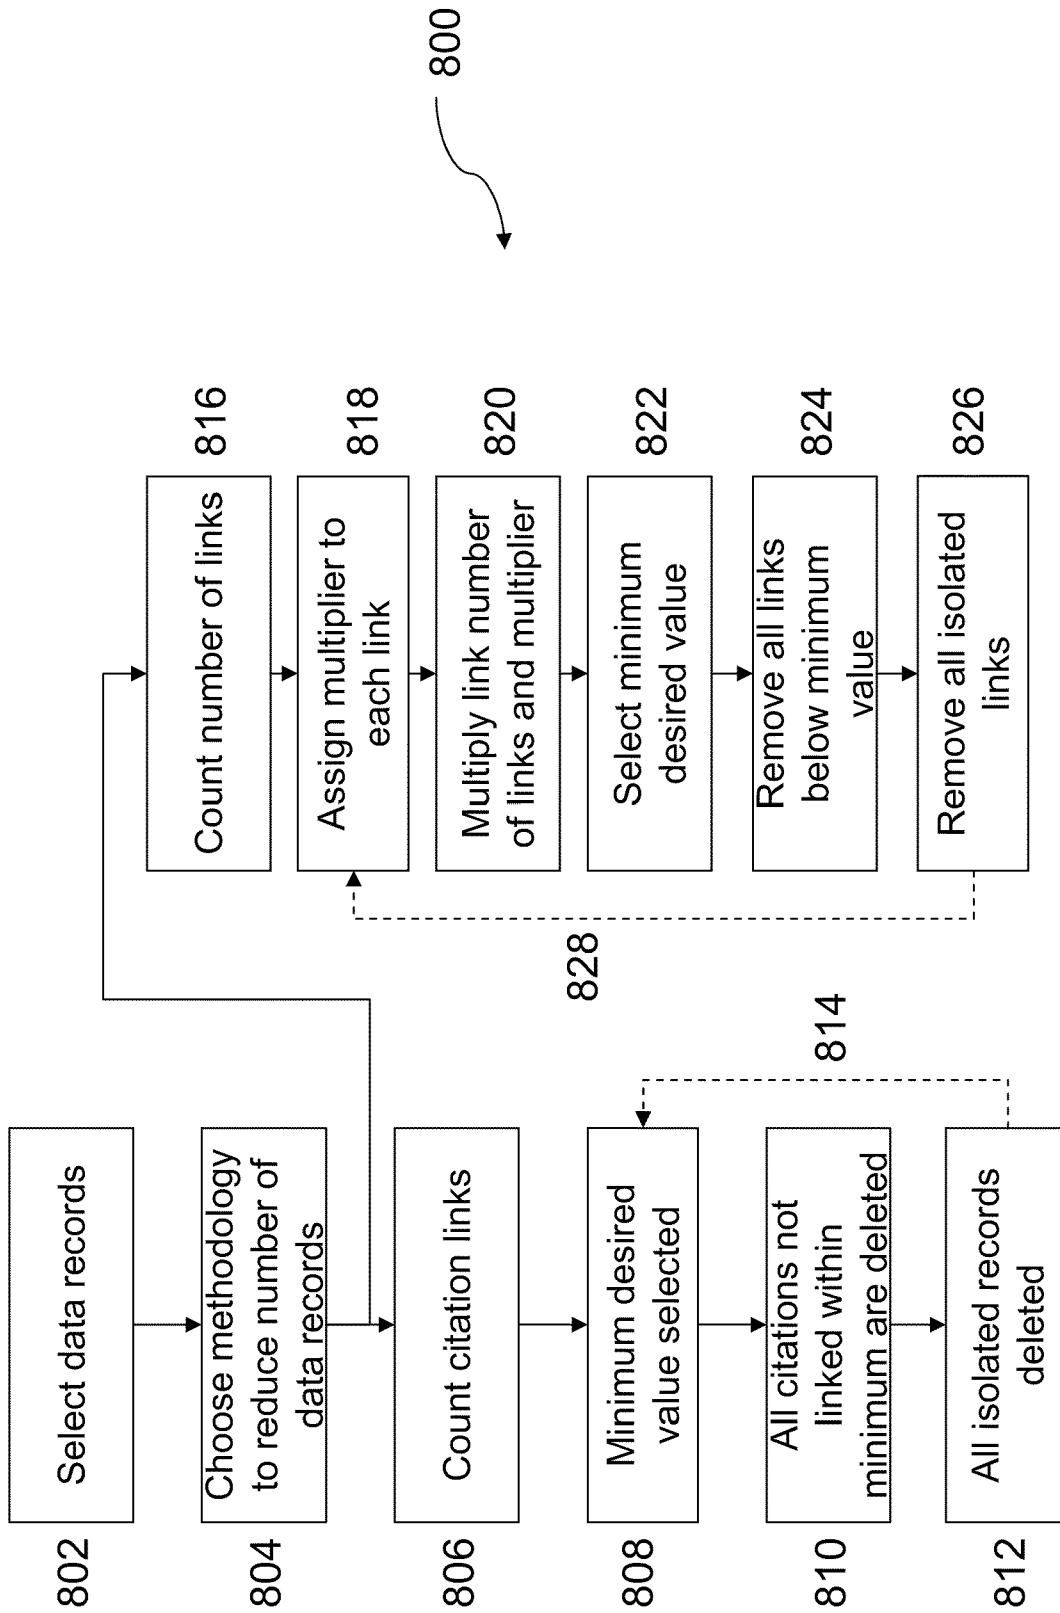 802
Select data records
804
Choose methodology
to reduce number of
data records
806
Count citation links
808
Minimum desired
value selected
810
All citations not
linked within
minimum are deleted
812
All isolated records
deleted
814
Count number of links
816
Assign multiplier to
each link
818
Multiply link number
of links and multiplier
820
Select minimum
desired value
822
Remove all links
below minimum
value
824
Remove all isolated
links
826
828
800